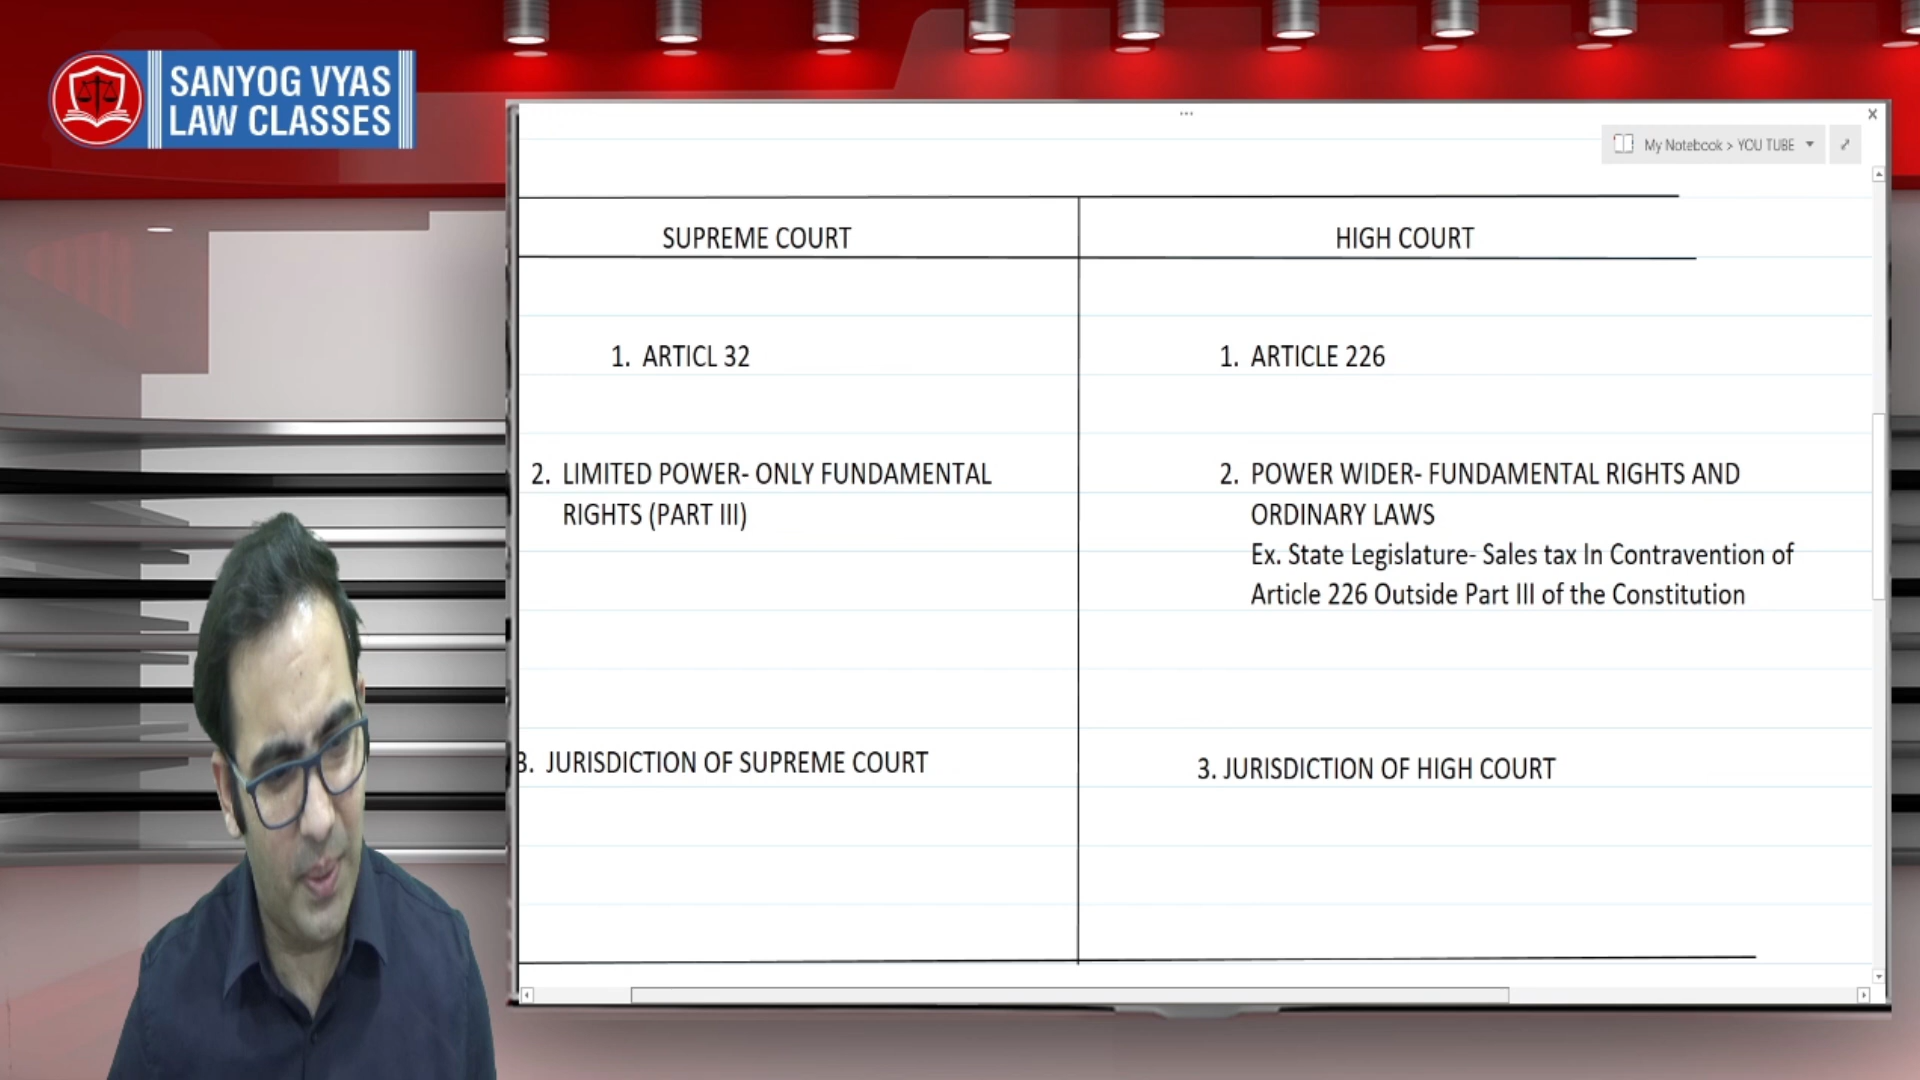 SANYOG VYAS
LAW CLASSES
My Notebook > YOU TUBE
SUPREME COURT
HIGH COURT
1. ARTICL 32
1. ARTICLE 226
2. LIMITED POWER- ONLY FUNDAMENTAL
RIGHTS (PART III)
2. POWER WIDER- FUNDAMENTAL RIGHTS AND
ORDINARY LAWS
Ex. State Legislature- Sales tax In Contravention of
Article 226 Outside Part III of the Constitution
3. JURISDICTION OF SUPREME COURT
3. JURISDICTION OF HIGH COURT